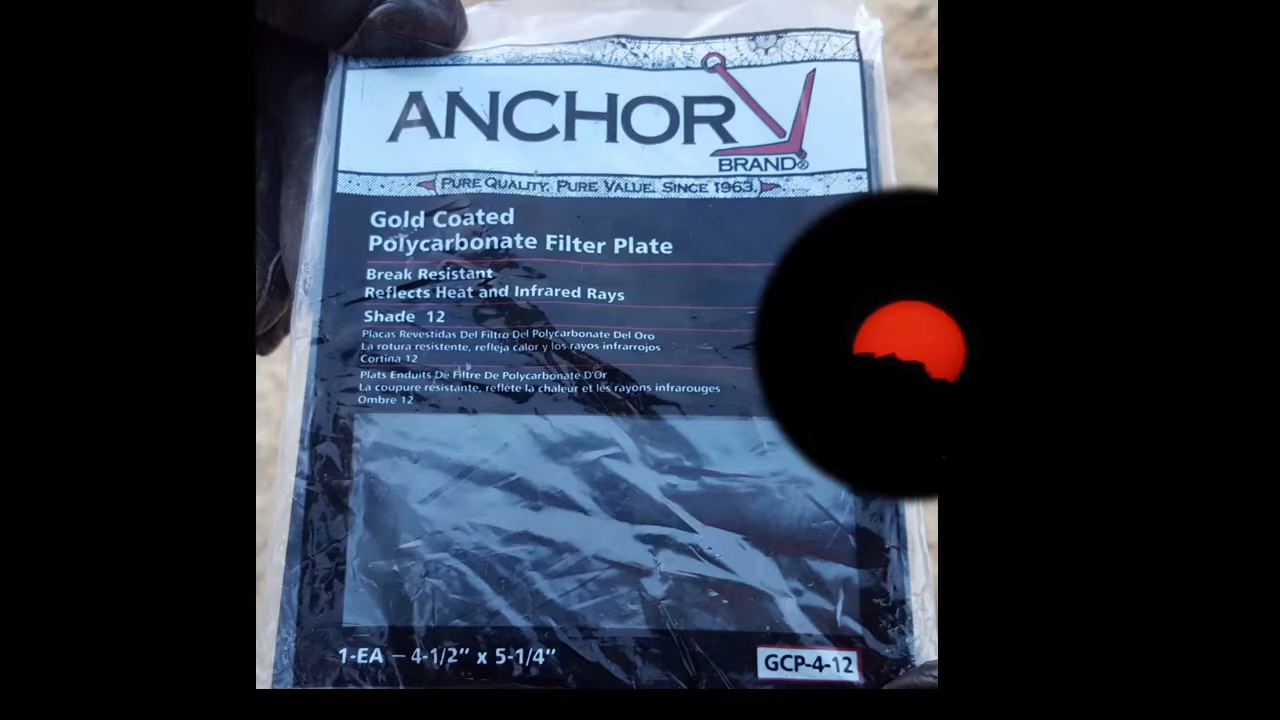 ANCHOR
BRAND®
PURE QUALITY. PURE VALUE. SINCE 1963.
Gold Coated
Polycarbonate Filter Plate
Break Resistant
Reflects Heat and Infrared Rays
Shade 12
Placas Revestidas Del Filtro Del Polycarbonate Del Oro
La rotura resistente, refleja calor y los rayos infrarrojos
Cortina 12
Plats Enduits De Filtre De Polycarbonate D'Or
La coupure résistante, reflète la chaleur et les rayons infrarouges
Ombre 12
1-EA – 4-1/2" x 5-1/4"
GCP-4-12